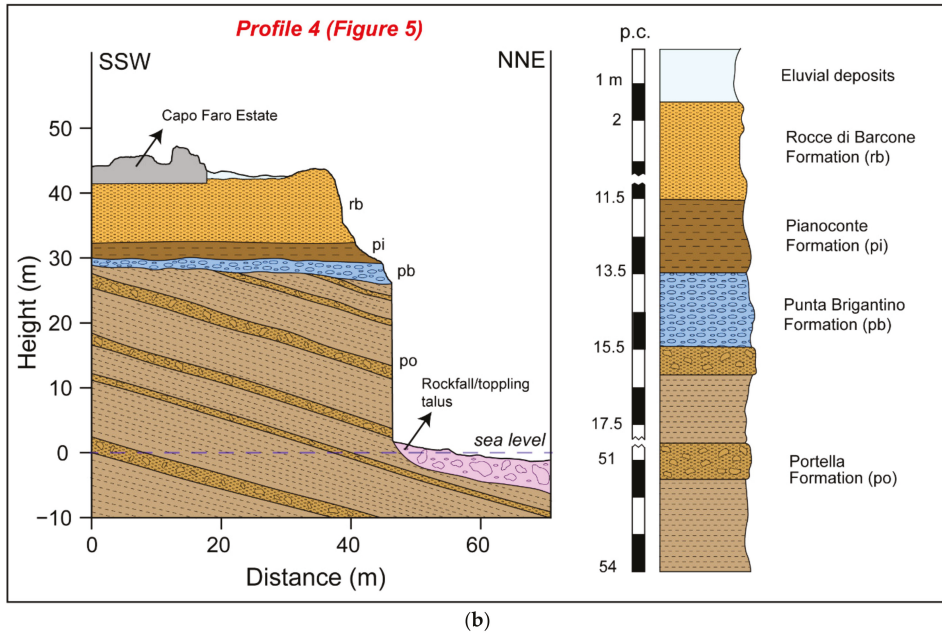 Profile 4 (Figure 5)
SSW
NNE
Capo Faro Estate
50
40
30
20
10
0
−10
Height (m)
rb
pi
pb
po
Rockfall/toppling
talus
sea level
0
20
40
60
Distance (m)
p.c.
1 m
2
11.5
13.5
15.5
17.5
51
54
Eluvial deposits
Rocce di Barcone
Formation (rb)
Pianoconte
Formation (pi)
Punta Brigantino
Formation (pb)
Portella
Formation (po)
(b)